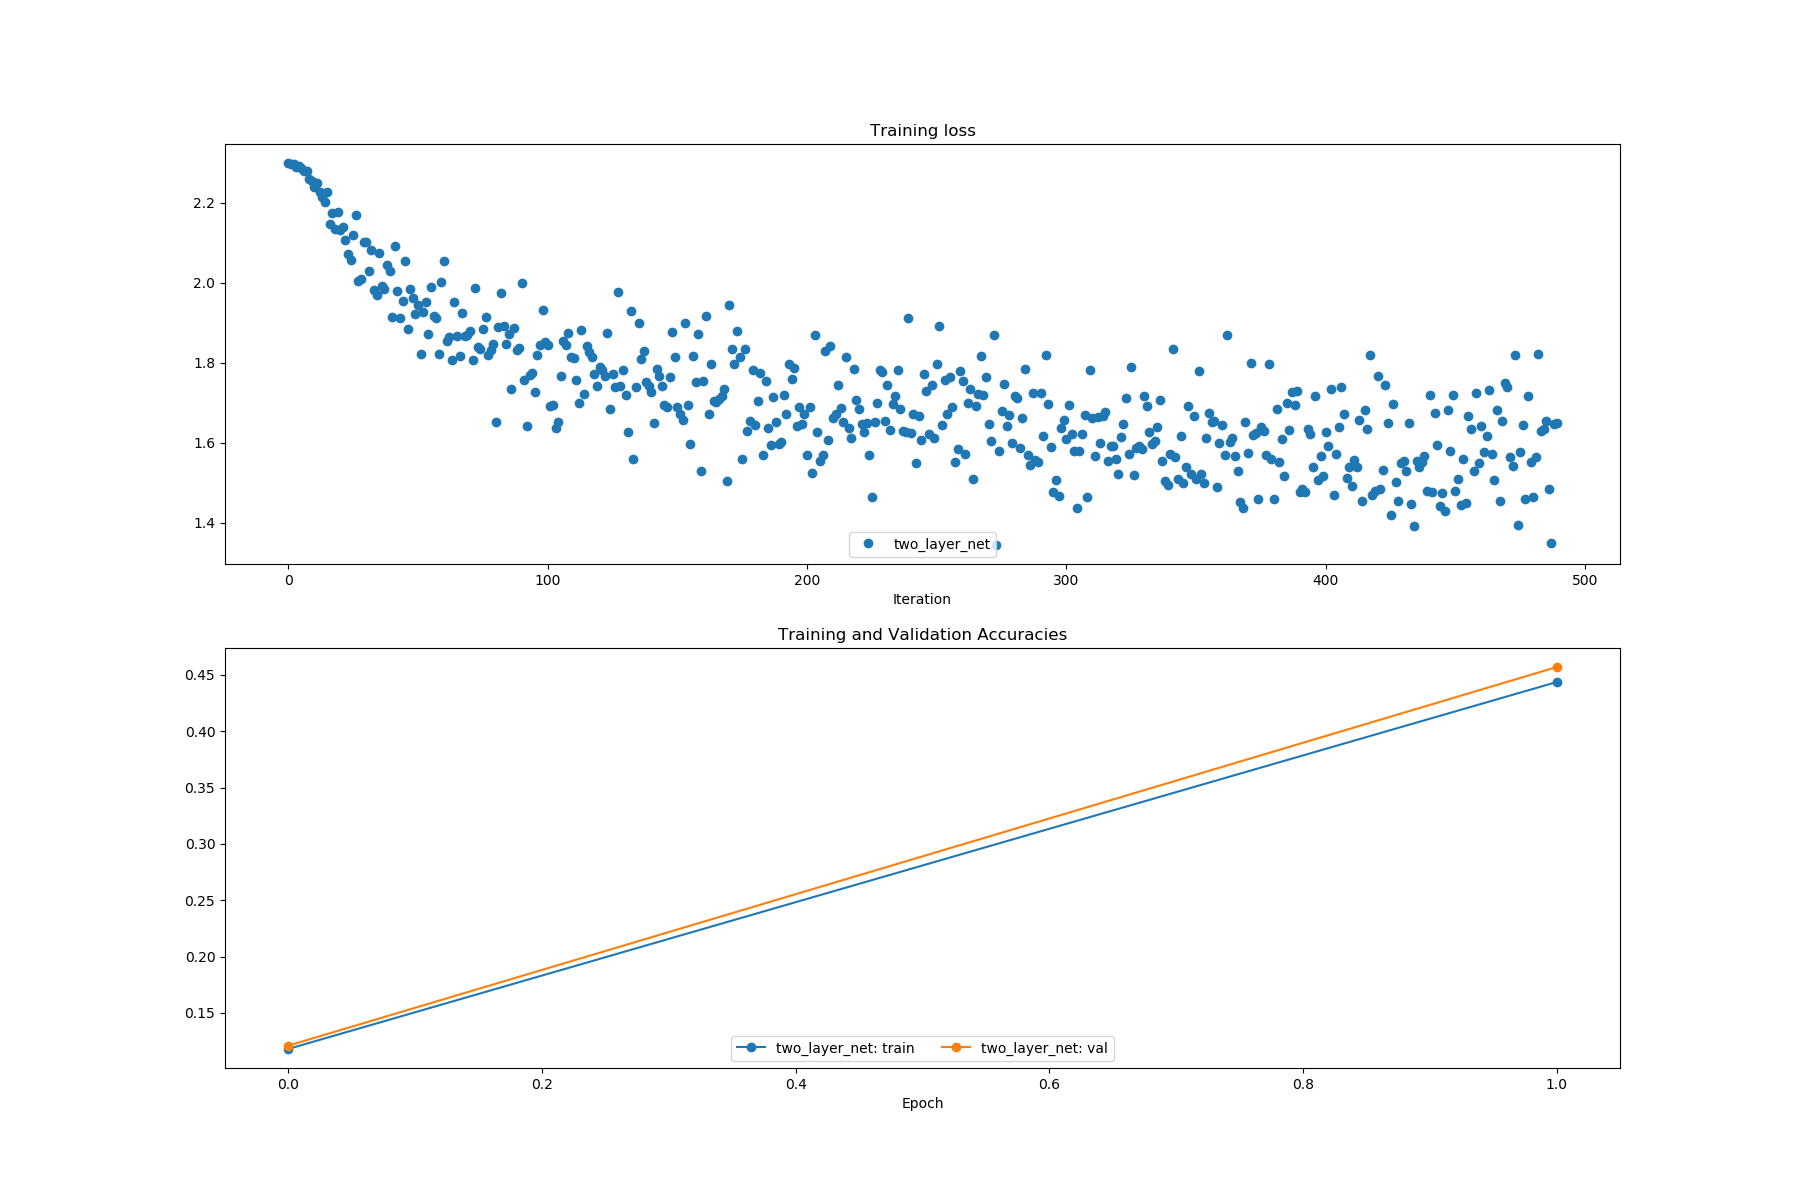 Training loss
2.2
2.0
1.8
1.6
1.4
two_layer_net
0 100 200 300 400 500
Iteration
Training and Validation Accuracies
0.45
0.40
0.35
0.30
0.25
0.20
0.15
two_layer_net: train two_layer_net: val
0.0 0.2 0.4 0.6 0.8 1.0
Epoch